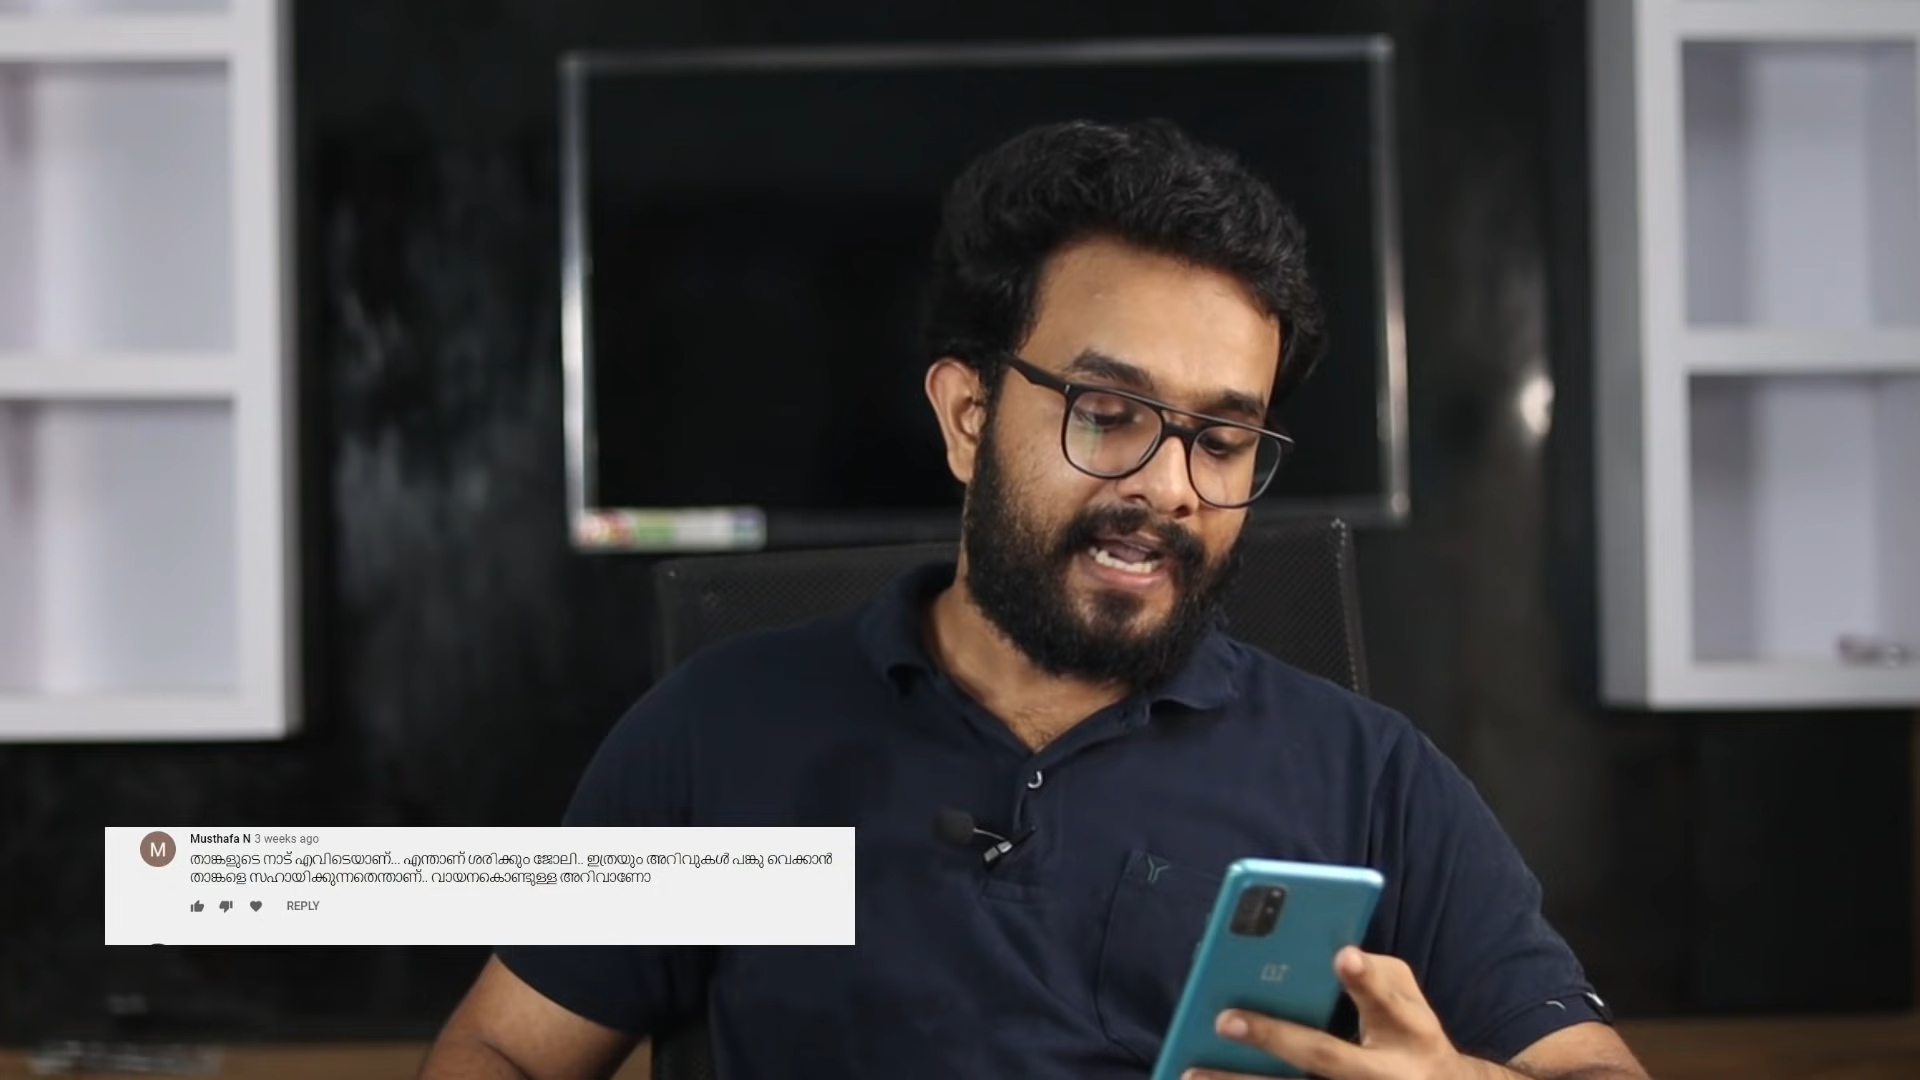 M
Musthafa N 3 weeks ago
താങ്കളുടെ നാട് എവിടെയാണ്... എന്താണ് ശരിക്കും ജോലി.. ഇത്രയും അറിവുകൾ പങ്കു വെക്കാൻ
താങ്കളെ സഹായിക്കുന്നതെന്താണ്.. വായനകൊണ്ടുള്ള അറിവാണോ
REPLY